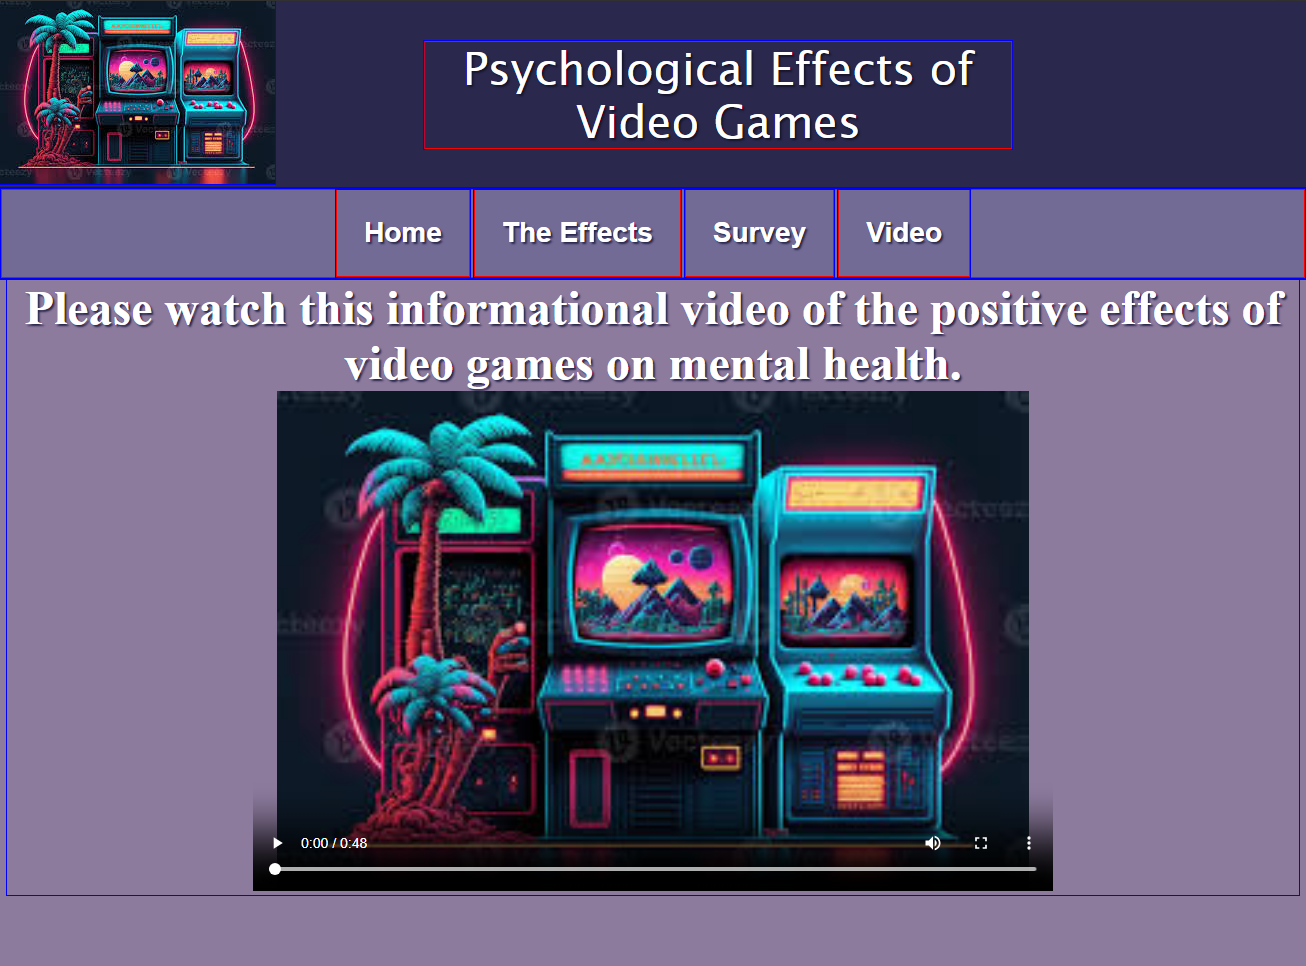 Psychological Effects of
Video Games
Home The Effects Survey Video
Please watch this informational video of the positive effects of
video games on mental health.
Vecteezy
0:00 / 0:48